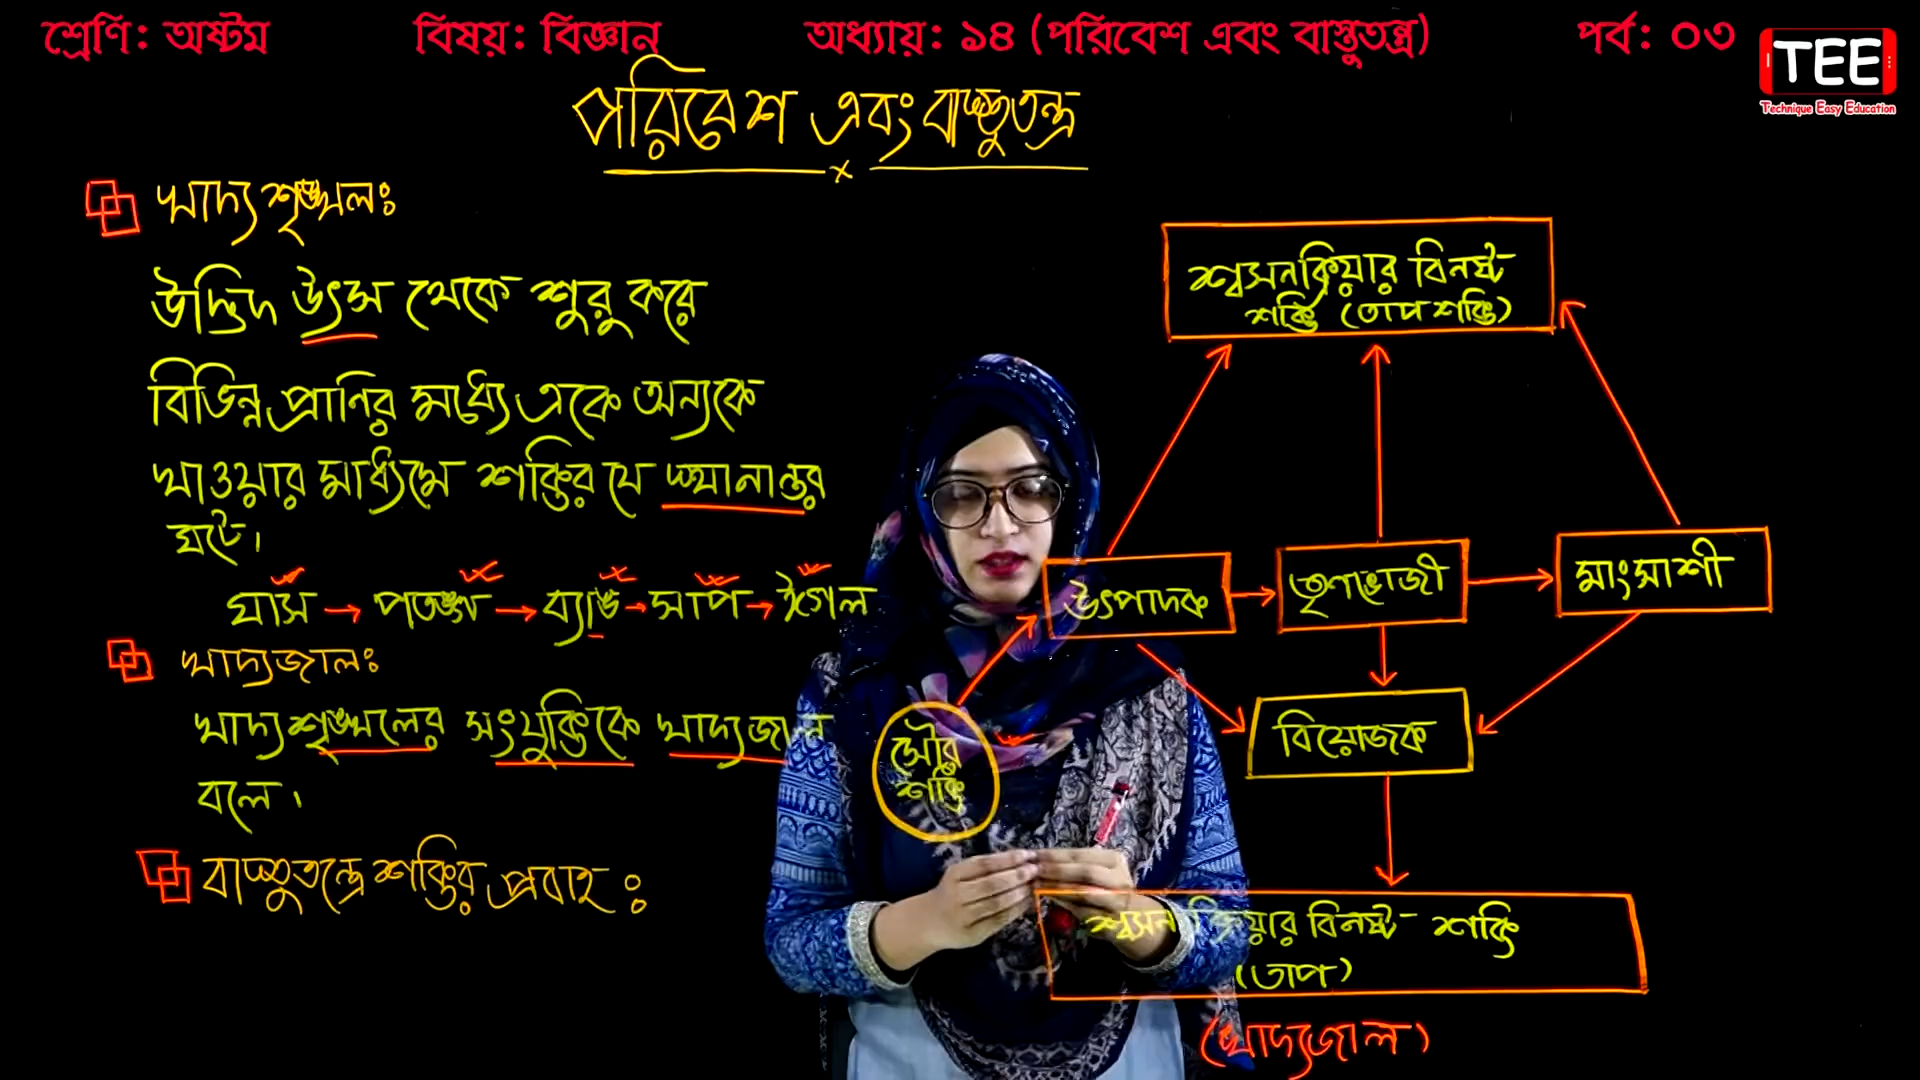 শ্রেণি: অষ্টম বিষয়: বিজ্ঞান অধ্যায়: ১৪ (পরিবেশ এবং বাস্তুতন্ত্র) পর্ব: ০৩
TEE
Technique Easy Education
পরিবেশ এবং বাস্তুতন্ত্র
খাদ্য শৃঙ্খলঃ
উদ্ভিদ উৎস থেকে শুরু করে
বিভিন্ন প্রানির মধ্যে একে অন্যকে
খাওয়ার মাধ্যমে শক্তির যে স্থানান্তর
ঘটে।
ঘাস → পতঙ্গ → ব্যাঙ → সাপ → ঈগল
খাদ্যজালঃ
খাদ্য শৃঙ্খলের সংযুক্তিকে খাদ্যজাল
বলে।
বাস্তুতন্ত্রে শক্তির প্রবাহ ঃ
শ্বসনক্রিয়ার বিনষ্ট
শক্তি (তাপ শক্তি)
উৎপাদক
তৃণভোজী
মাংসাশী
সৌর
শক্তি
বিয়োজক
শ্বসনক্রিয়ার বিনষ্ট শক্তি
(তাপ)
(খাদ্যজাল)